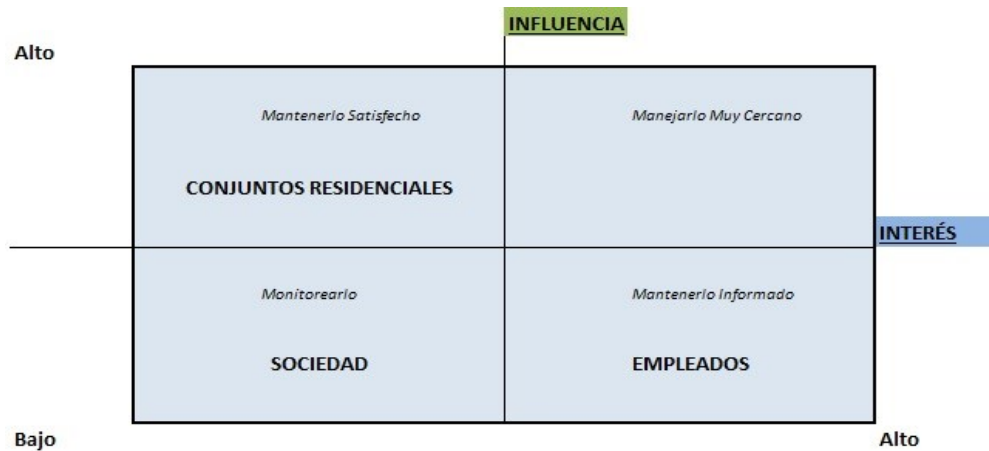 INFLUENCIA
Alto
Mantenerlo Satisfecho
Manejarlo Muy Cercano
CONJUNTOS RESIDENCIALES
INTERÉS
Monitorearlo
Mantenerlo Informado
SOCIEDAD
EMPLEADOS
Bajo
Alto